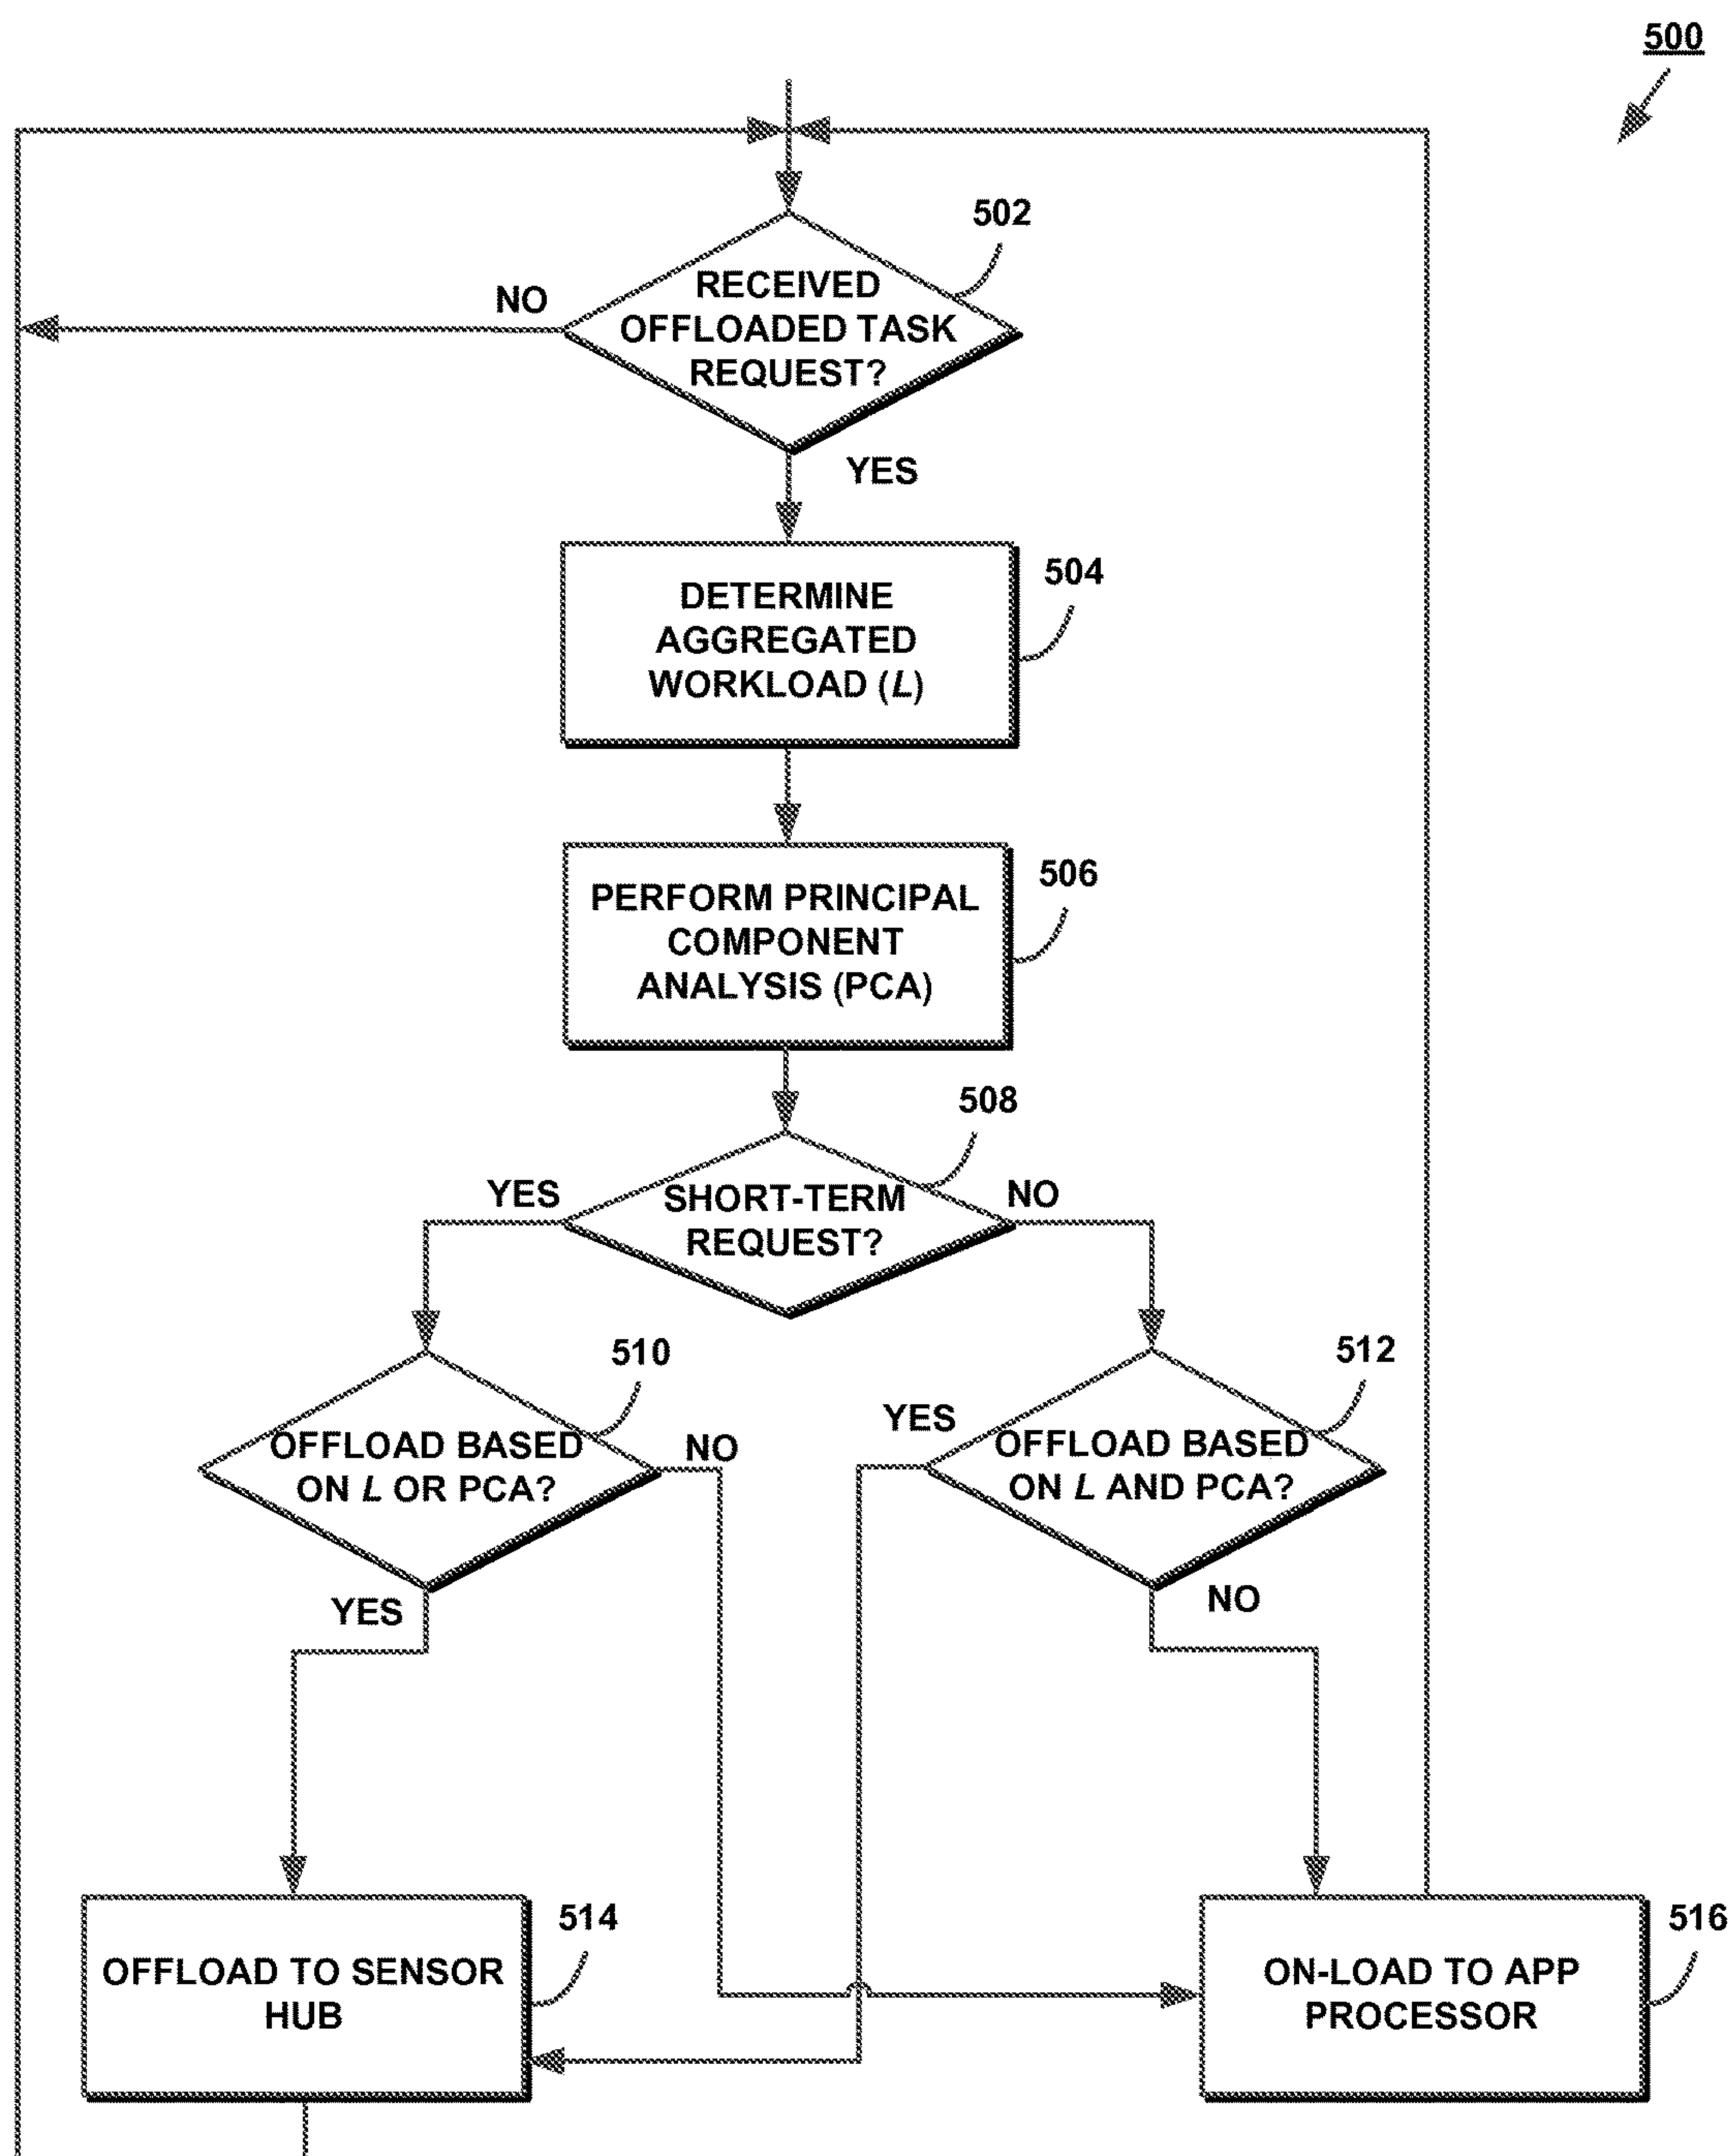 500
502
RECEIVED
OFFLOADED TASK
REQUEST?
NO
YES
504
DETERMINE
AGGREGATED
WORKLOAD (L)
506
PERFORM PRINCIPAL
COMPONENT
ANALYSIS (PCA)
508
YES
SHORT-TERM
REQUEST?
NO
510
OFFLOAD BASED
ON L OR PCA?
NO
YES
512
YES
OFFLOAD BASED
ON L AND PCA?
NO
514
OFFLOAD TO SENSOR
HUB
516
ON-LOAD TO APP
PROCESSOR